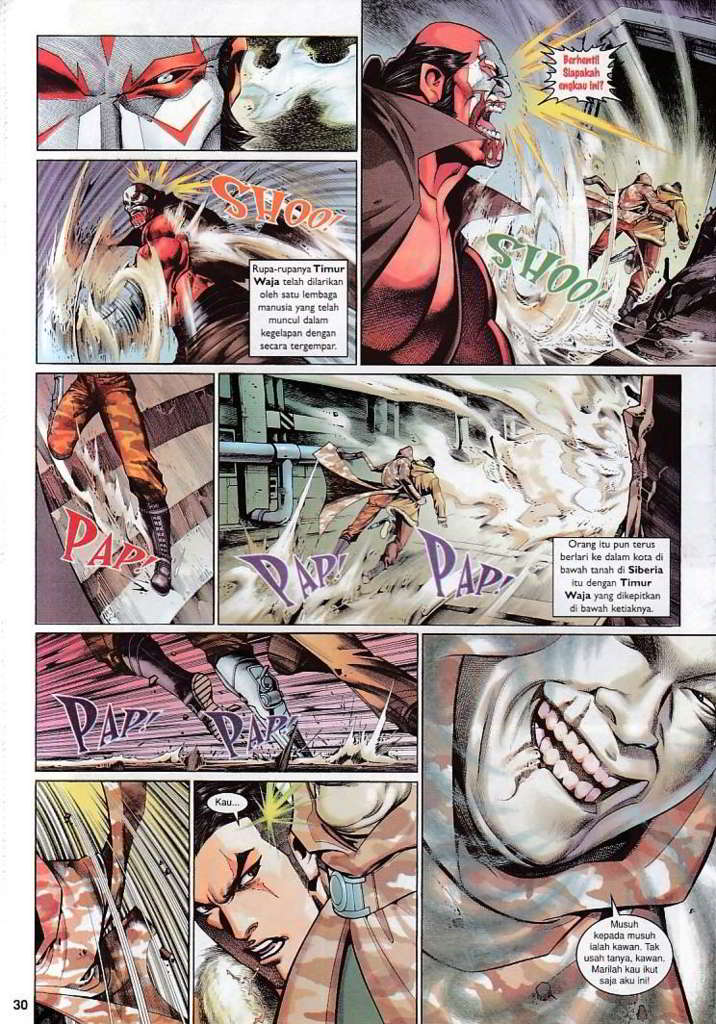 Berhenti!
Siapakah
engkau ini?
SHOO!
Rupa-rupanya Timur
Waja telah dilarikan
oleh satu lembaga
manusia yang telah
muncul dalam
kegelapan dengan
secara tergempar.
SHOO!
PAP!
PAP!
PAP!
Orang itu pun terus
berlari ke dalam kota di
bawah tanah di Siberia
itu dengan Timur
Waja yang dikepitkan
di bawah ketiaknya.
PAP!
PAP!
Kau...
Musuh
kepada musuh
ialah kawan. Tak
usah tanya, kawan.
Marilah kau ikut
saja aku ini!
30